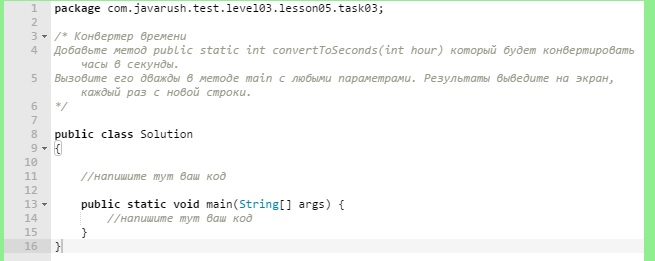 1 package com.javarush.test.level03.lesson05.task03;
2
3 /* Конвертер времени
4 Добавьте метод public static int convertToSeconds(int hour) который будет конвертировать
часы в секунды.
5 Вызовите его дважды в методе main с любыми параметрами. Результаты выведите на экран,
каждый раз с новой строки.
6 */
7
8 public class Solution
9 {
10
11 //напишите тут ваш код
12
13 public static void main(String[] args) {
14 //напишите тут ваш код
15 }
16 }